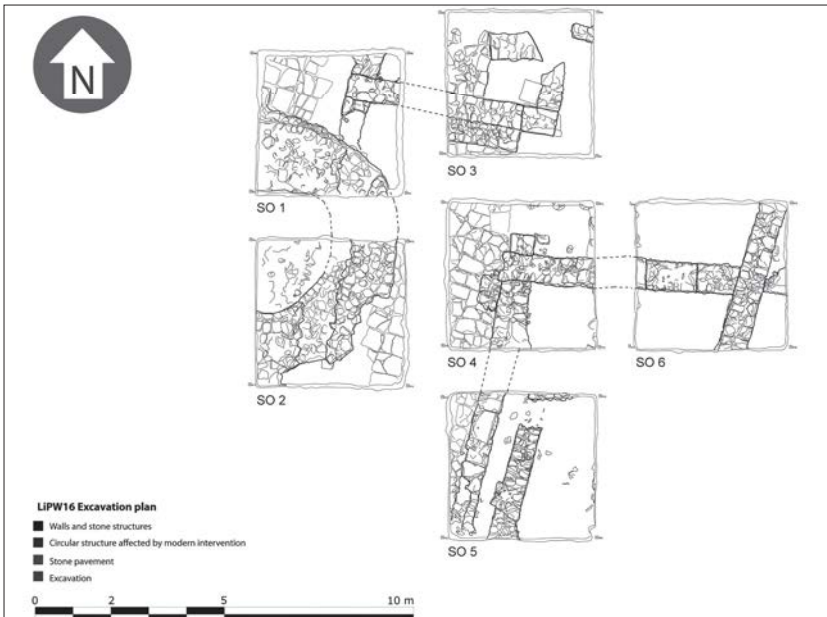 N
SO 1
SO 3
SO 2
SO 4
SO 6
SO 5
LiPW16 Excavation plan
Walls and stone structures
Circular structure affected by modern intervention
Stone pavement
Excavation
0 2 5 10 m